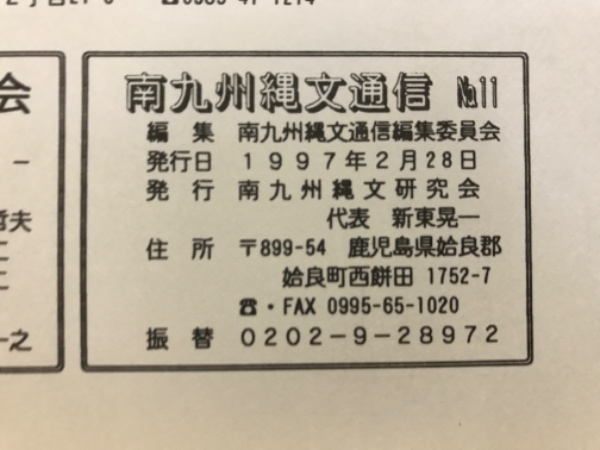 会
南九州縄文通信 №11
編 集 南九州縄文通信編集委員会
発行日 1997年2月28日
発 行 南九州縄文研究会
代表 新東晃一
住 所 〒899-54 鹿児島県姶良郡
姶良町西餅田 1752-7
☎・FAX 0995-65-1020
振 替 0202-9-28972
哲夫
一之